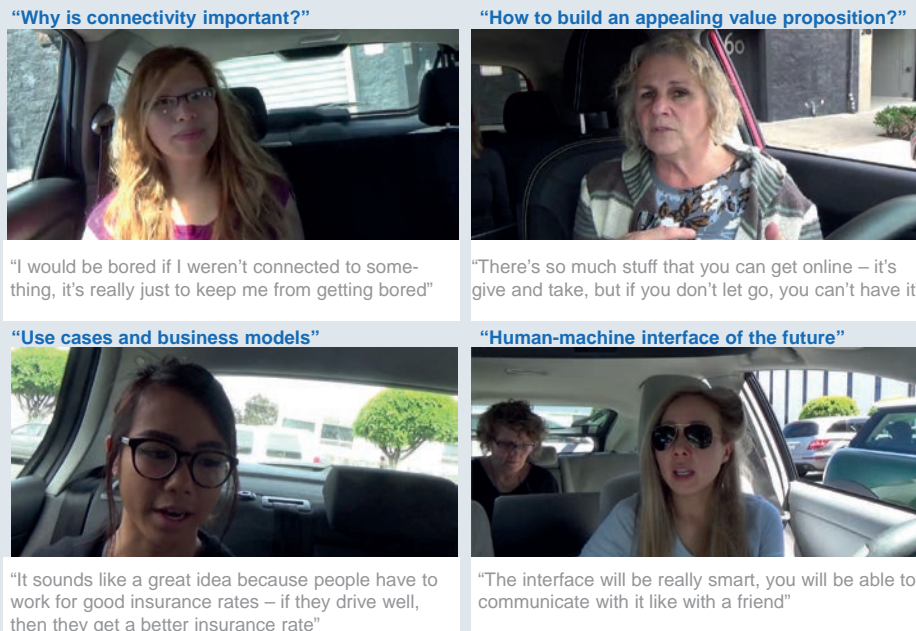 “Why is connectivity important?”
“I would be bored if I weren’t connected to some-
thing, it’s really just to keep me from getting bored”
“How to build an appealing value proposition?”
60
“There’s so much stuff that you can get online – it’s
give and take, but if you don’t let go, you can’t have it
“Use cases and business models”
“It sounds like a great idea because people have to
work for good insurance rates – if they drive well,
then they get a better insurance rate”
“Human-machine interface of the future”
“The interface will be really smart, you will be able to
communicate with it like with a friend”